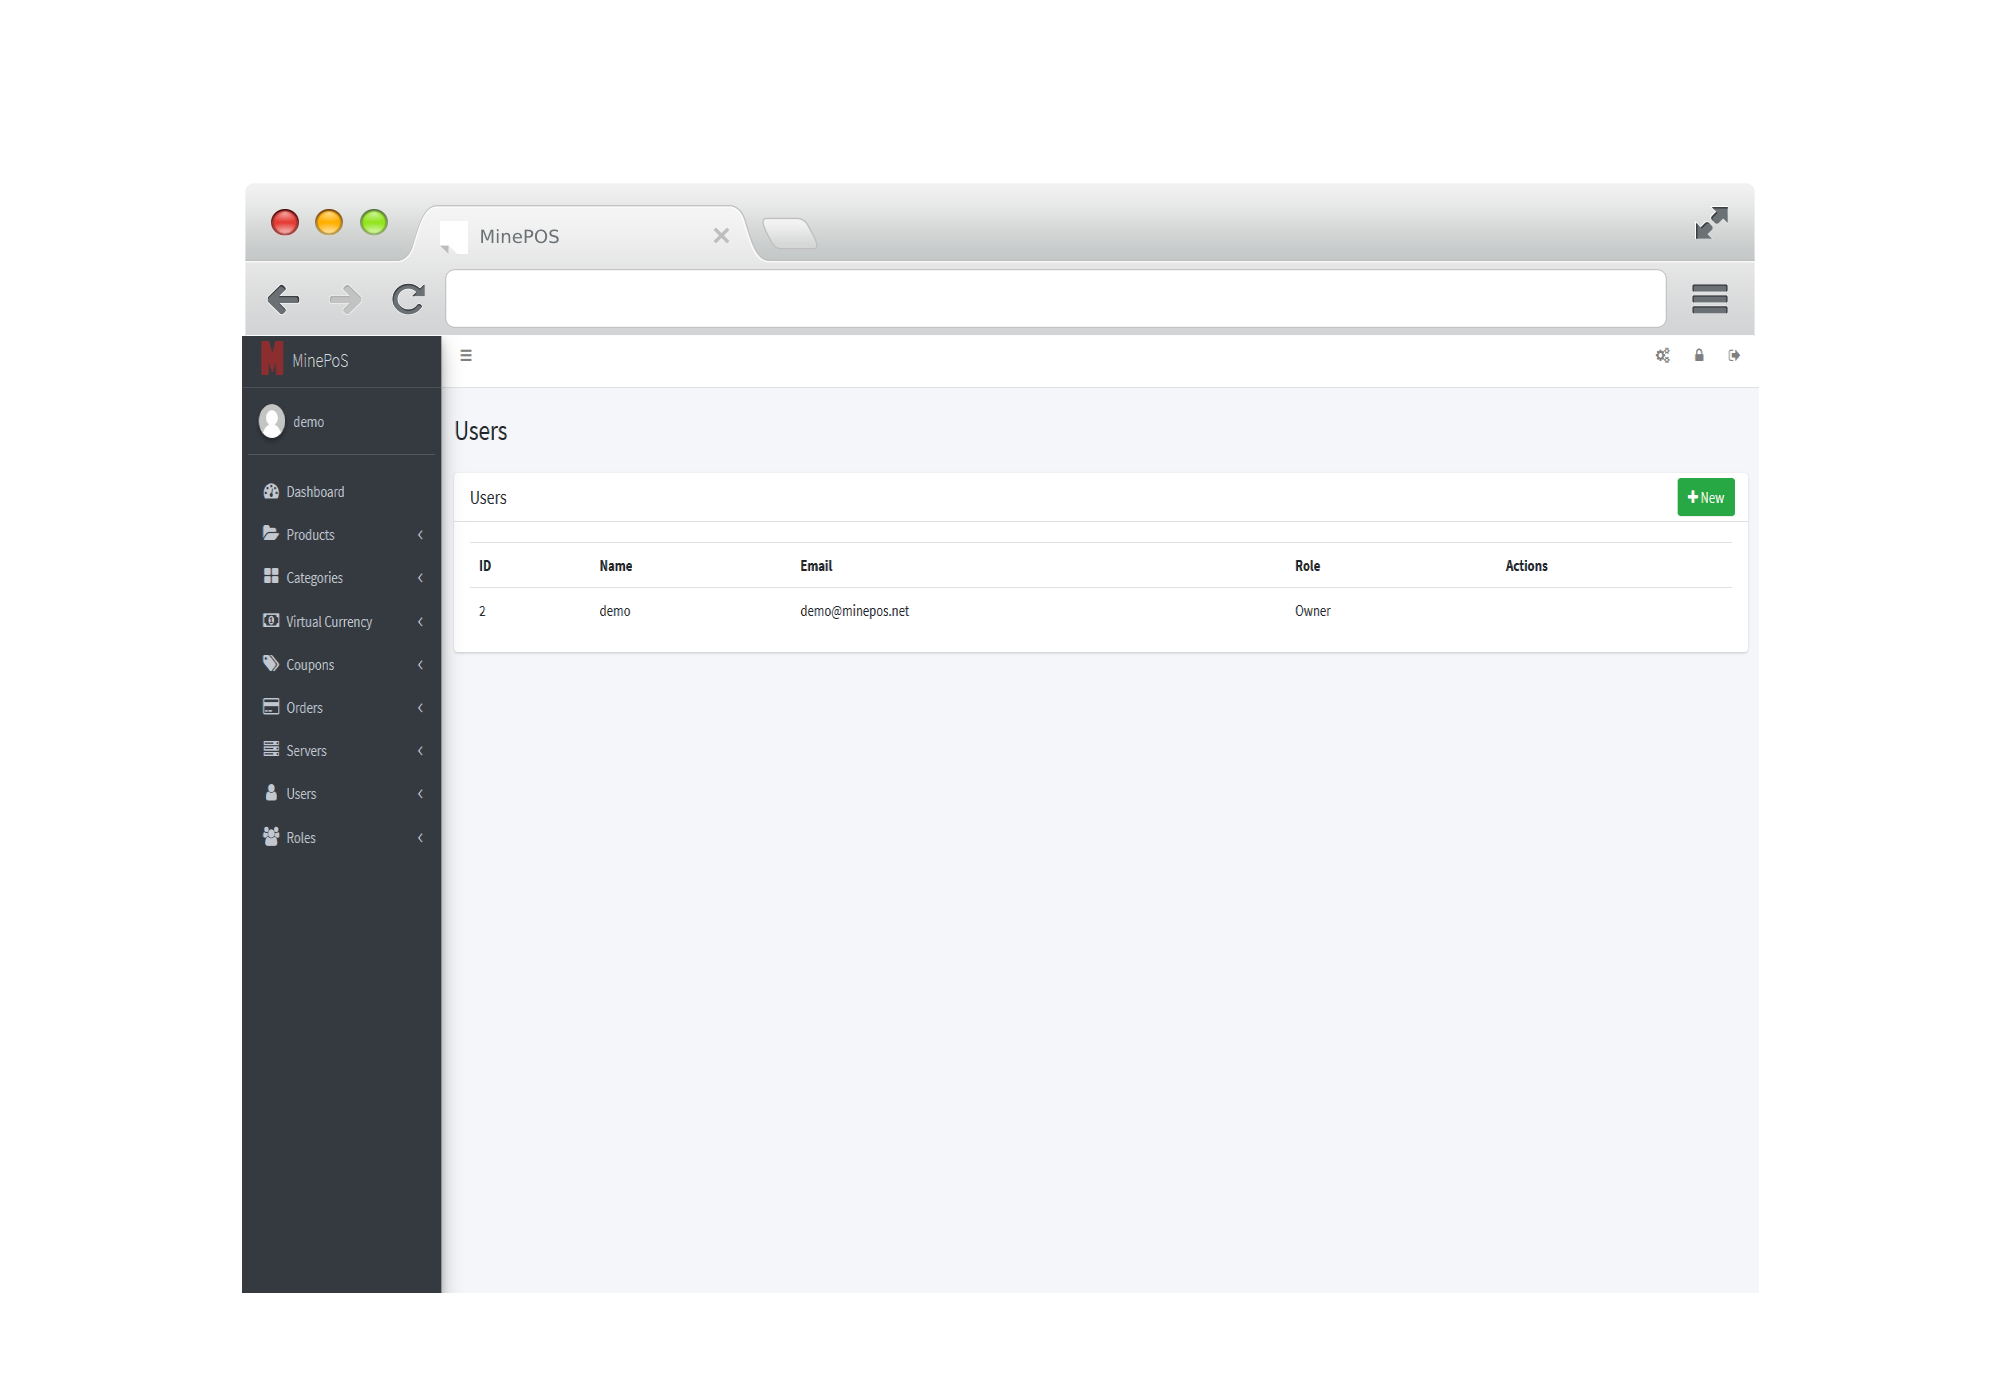 MinePOS
MinePoS
demo
Dashboard
Products
Categories
Virtual Currency
Coupons
Orders
Servers
Users
Roles
Users
Users
New
ID Name Email Role Actions
2 demo demo@minepos.net Owner